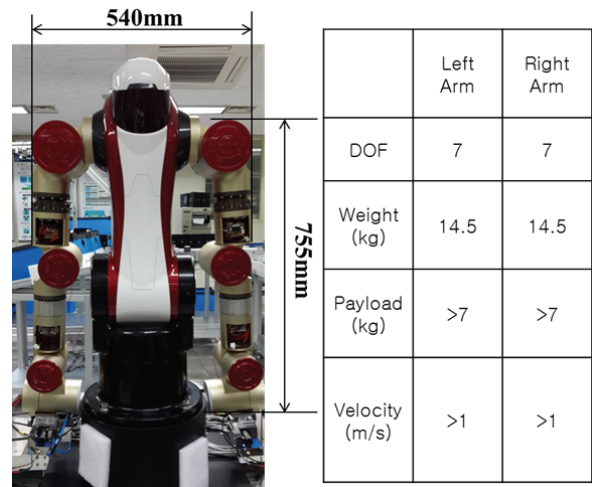 540mm
755mm
Left Arm
Right Arm
DOF
7
7
Weight (kg)
14.5
14.5
Payload (kg)
>7
>7
Velocity (m/s)
>1
>1